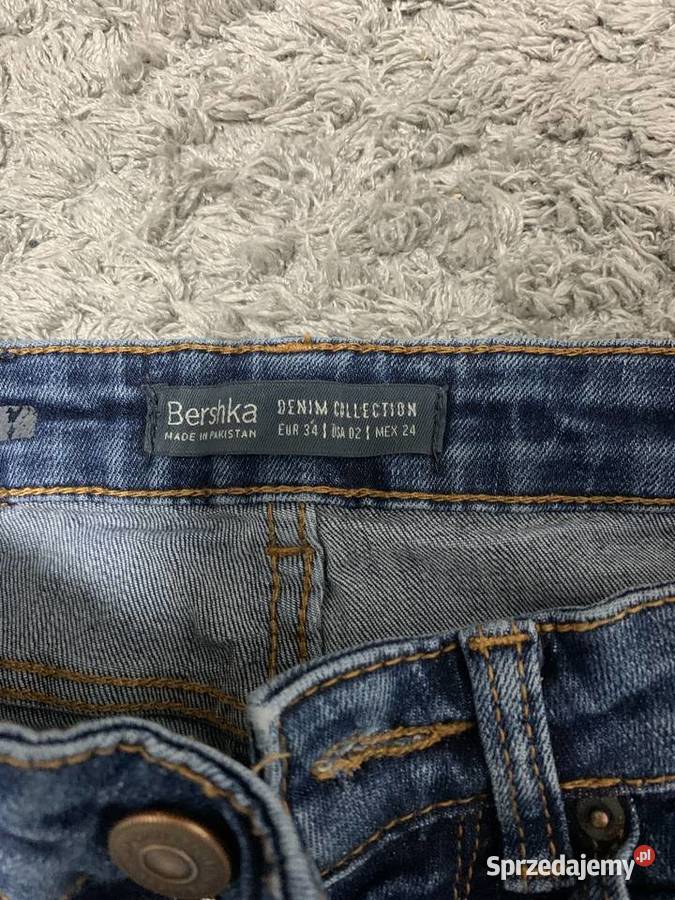 Bershka
MADE IN PAKISTAN
DENIM COLLECTION
EUR 34 | USA 02 | MEX 24
Sprzedajemy.pl